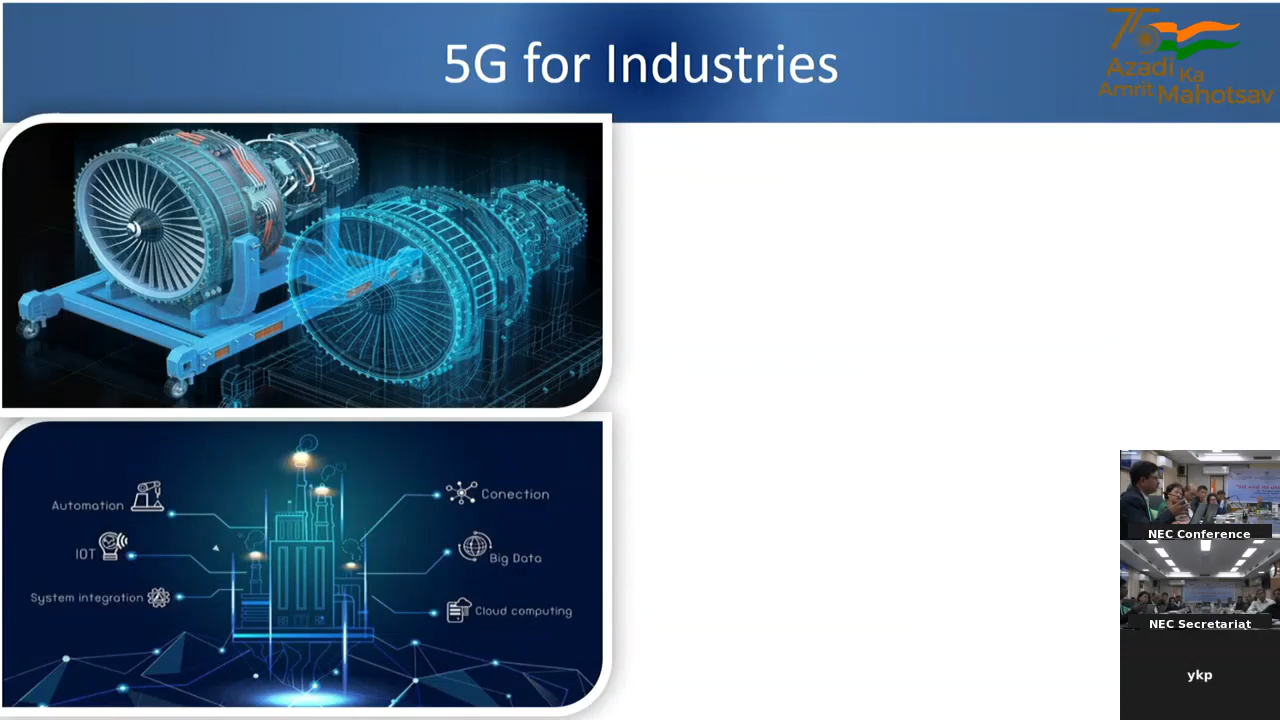 5G for Industries
75
Azadi Ka
Amrit Mahotsav
Automation
IOT
System integration
Conection
Big Data
Cloud computing
NEC Conference
NEC Secretariat
ykp